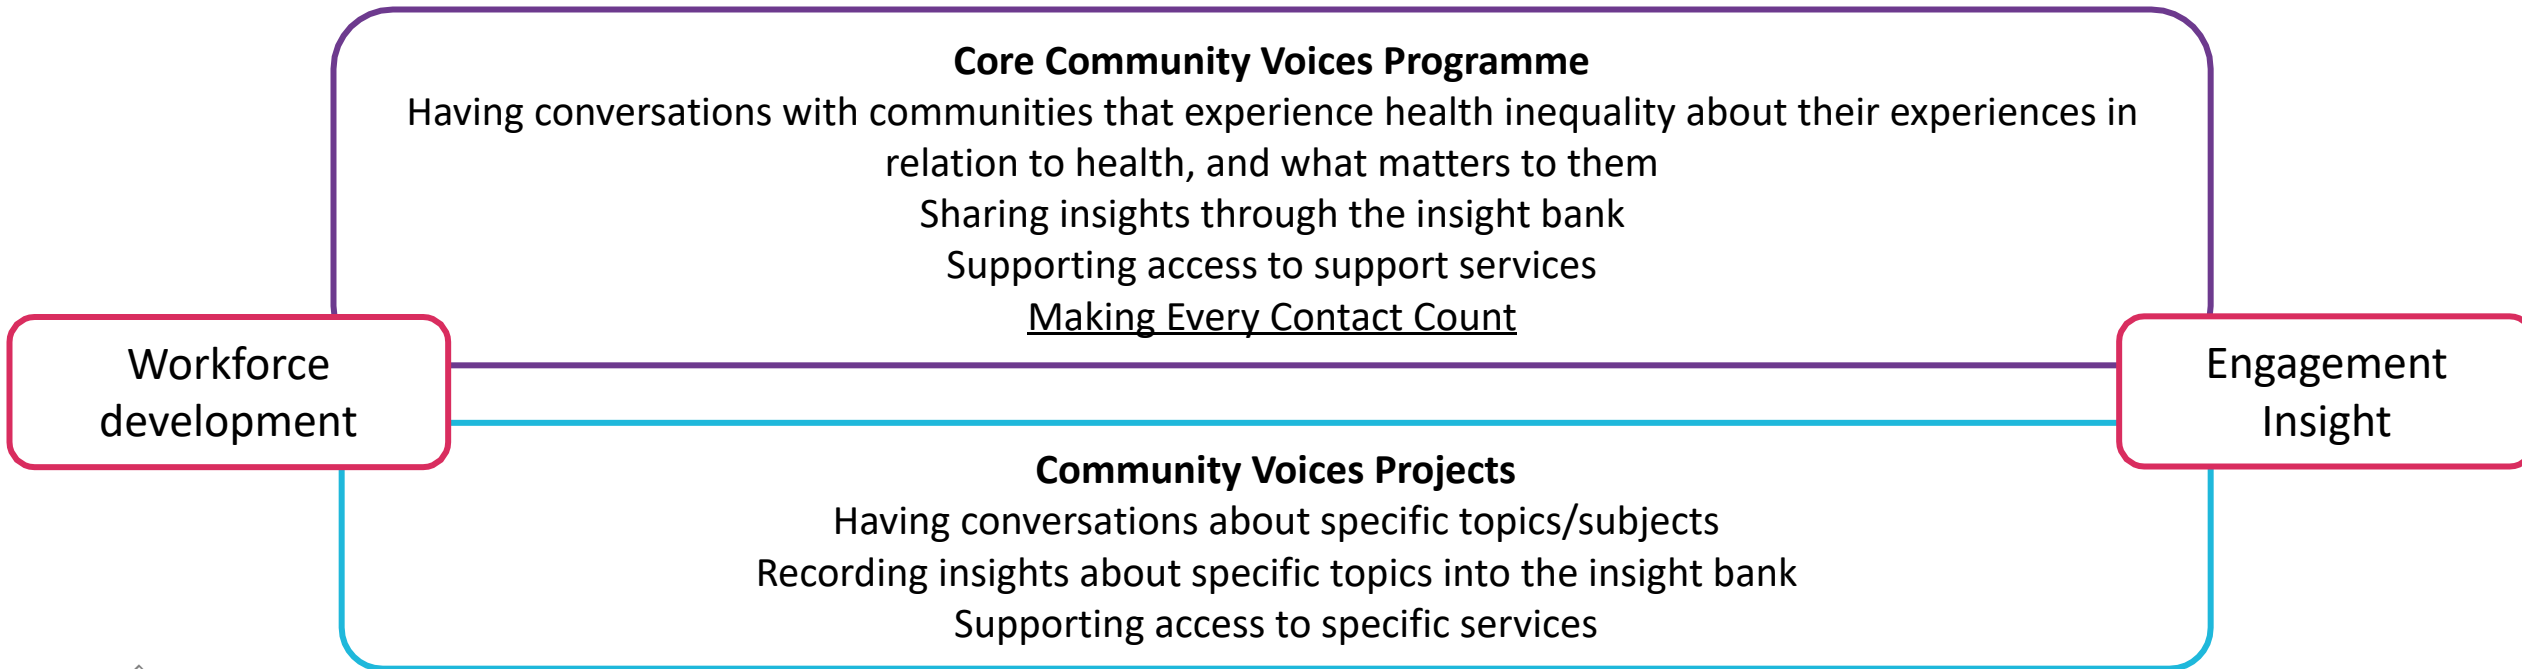 Core Community Voices Programme
Having conversations with communities that experience health inequality about their experiences in
relation to health, and what matters to them
Sharing insights through the insight bank
Supporting access to support services
Making Every Contact Count
Workforce
development
Engagement
Insight
Community Voices Projects
Having conversations about specific topics/subjects
Recording insights about specific topics into the insight bank
Supporting access to specific services